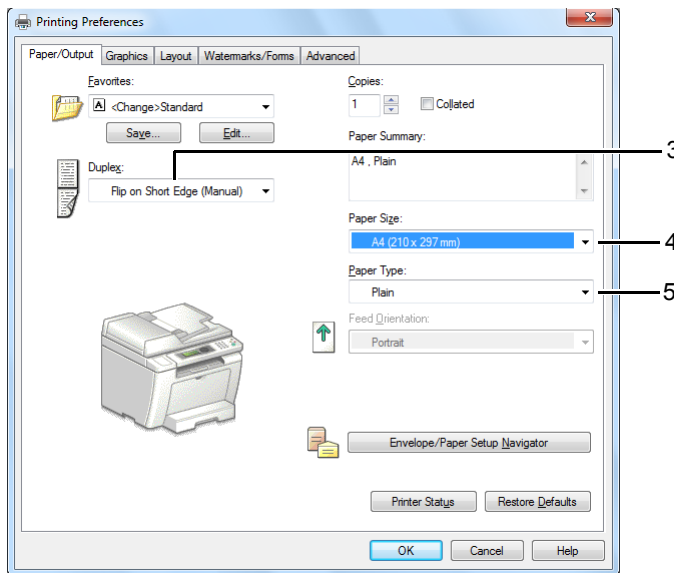 Printing Preferences
Paper/Output Graphics Layout Watermarks/Forms Advanced
Favorites:
A <Change>Standard
Save... Edit...
Duplex:
Flip on Short Edge (Manual)
Copies:
1 Collated
Paper Summary:
A4 , Plain
3
Paper Size:
A4 (210 x 297 mm)
4
Paper Type:
Plain
5
Feed Orientation:
Portrait
Envelope/Paper Setup Navigator
Printer Status Restore Defaults
OK Cancel Help